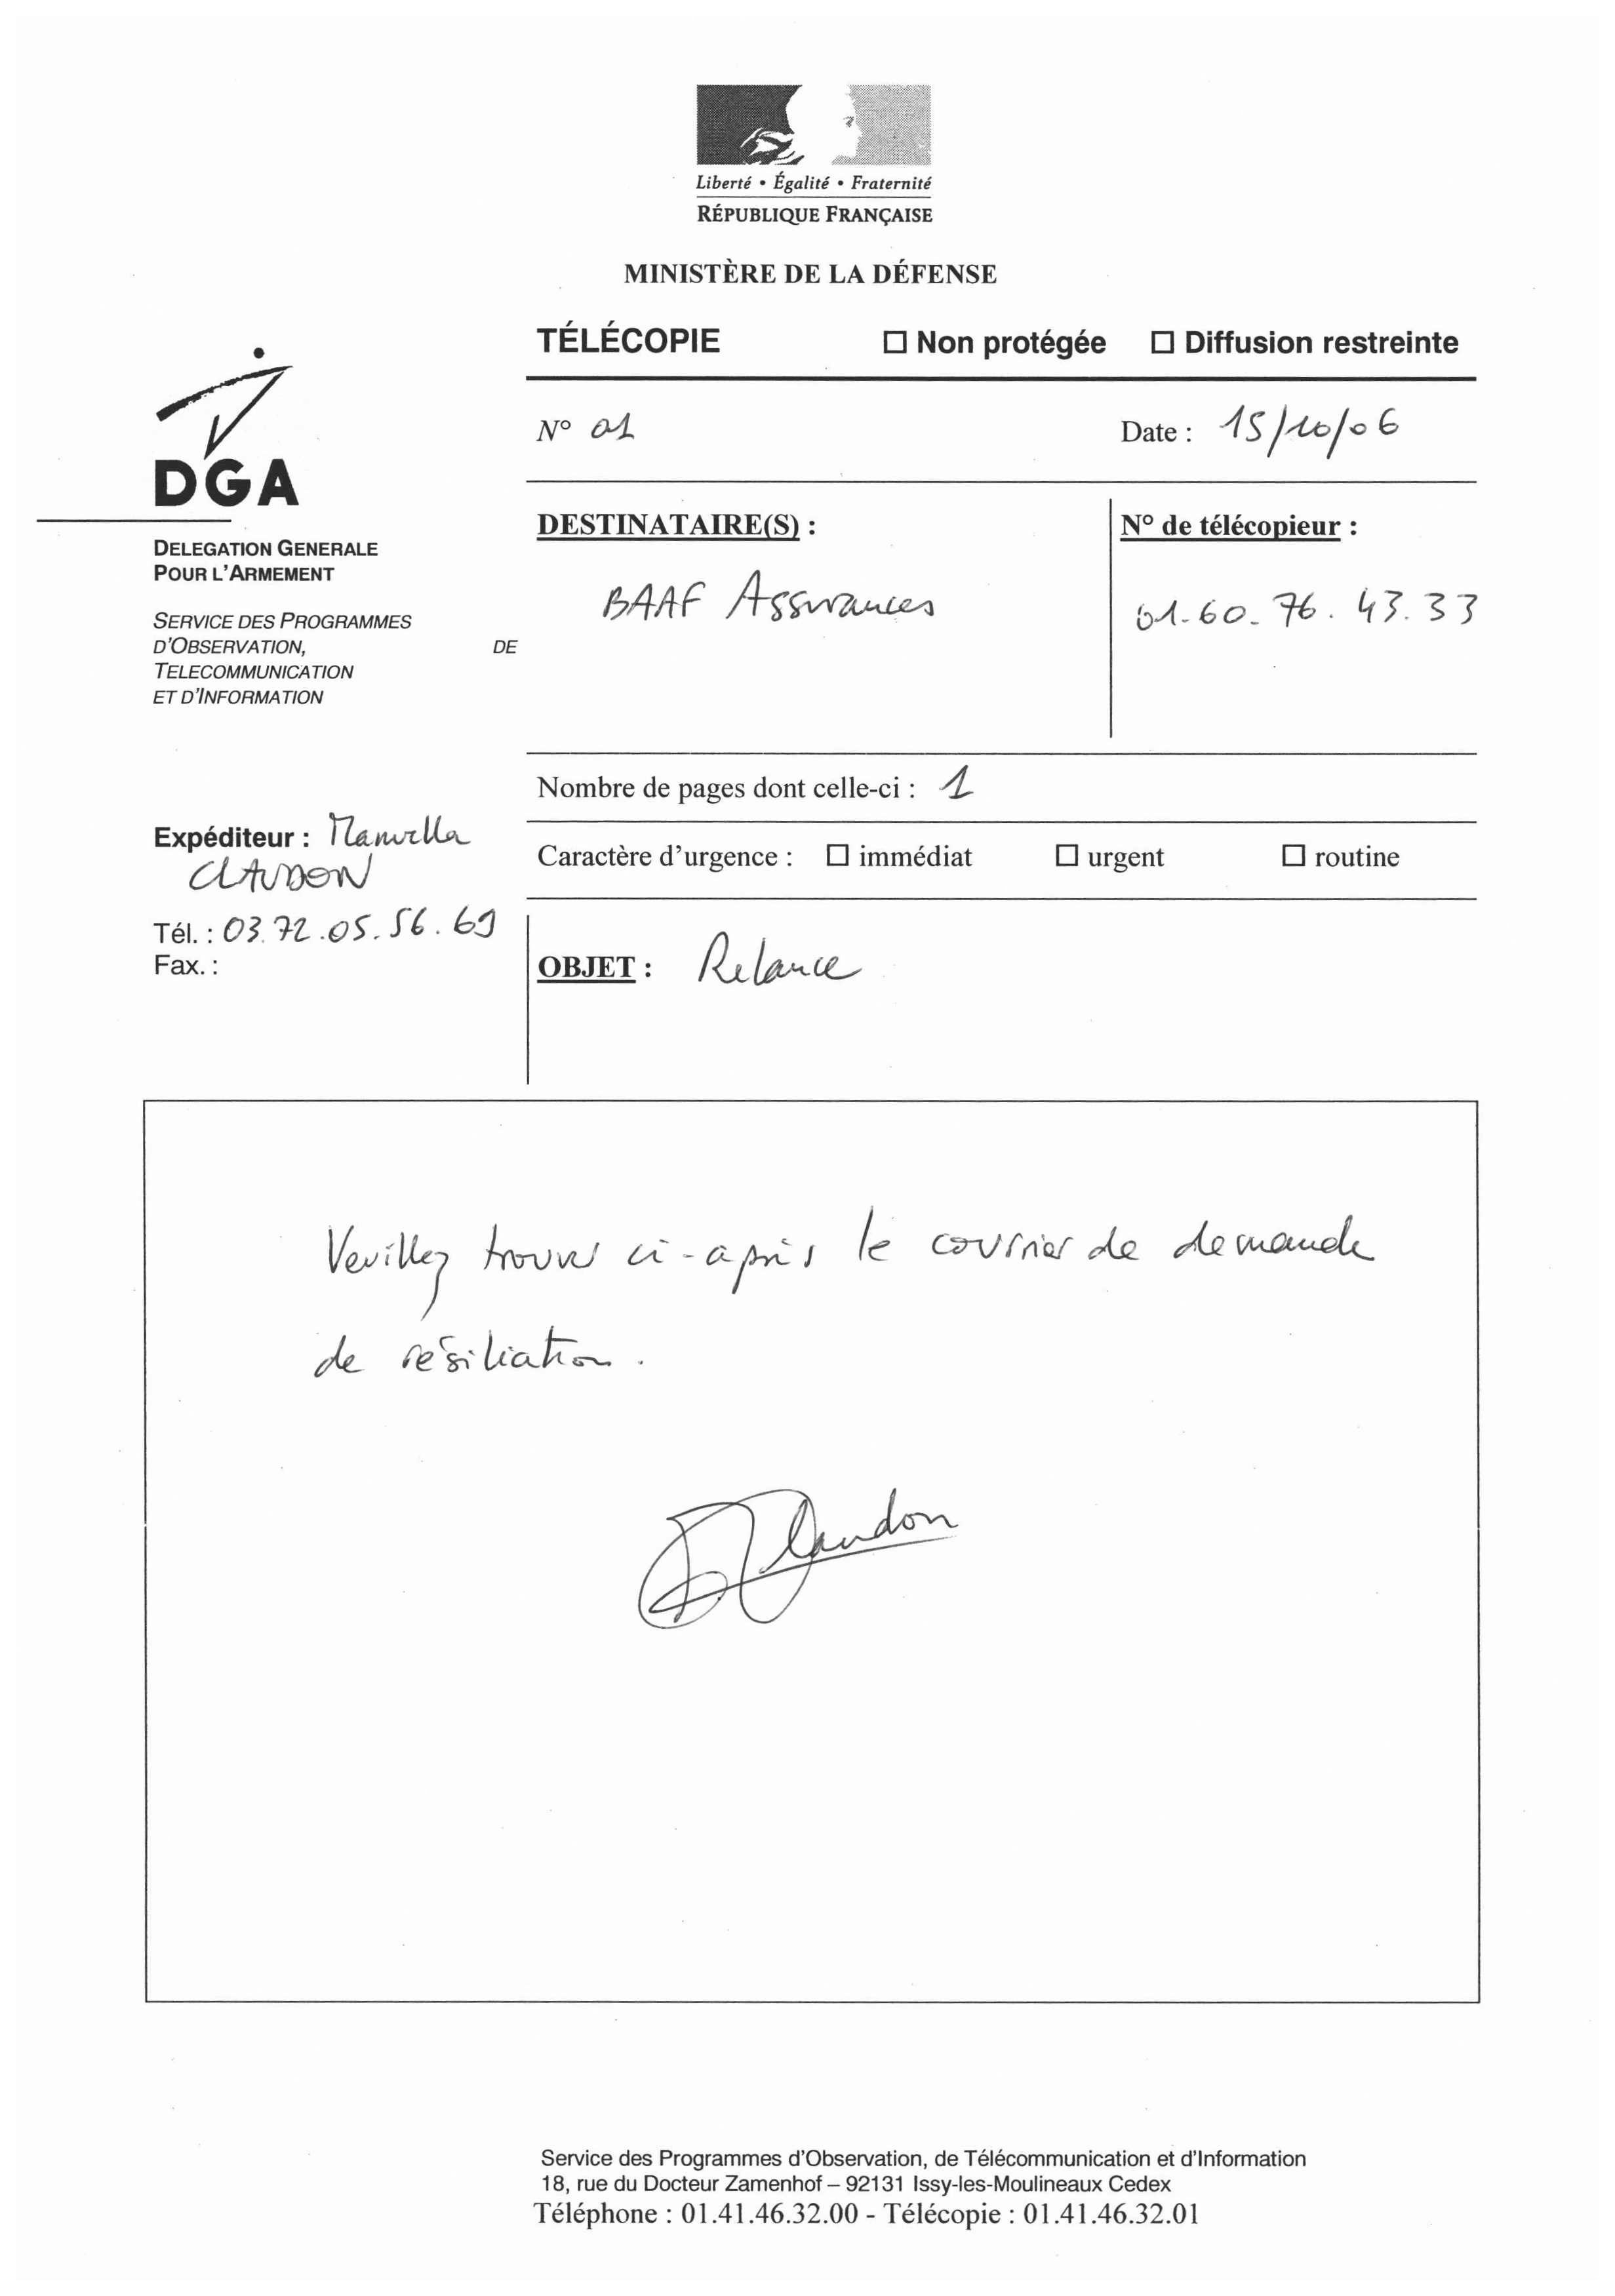 Liberté • Égalité • Fraternité
RÉPUBLIQUE FRANÇAISE
MINISTÈRE DE LA DÉFENSE
TÉLÉCOPIE ☐ Non protégée ☐ Diffusion restreinte
N° 01 Date : 15/10/06
DGA
DELEGATION GENERALE
POUR L'ARMEMENT
SERVICE DES PROGRAMMES
D'OBSERVATION, DE
TELECOMMUNICATION
ET D'INFORMATION
DESTINATAIRE(S) : N° de télécopieur :
BAAF Assurances 01.60.76.43.33
Nombre de pages dont celle-ci : 1
Expéditeur : Manuella
CLAUDON
Tél. : 03.72.05.56.69
Fax. :
Caractère d'urgence : ☐ immédiat ☐ urgent ☐ routine
OBJET : Relance
Veuillez trouver ci-après le courrier de demande
de résiliation.
Claudon
Service des Programmes d'Observation, de Télécommunication et d'Information
18, rue du Docteur Zamenhof – 92131 Issy-les-Moulineaux Cedex
Téléphone : 01.41.46.32.00 - Télécopie : 01.41.46.32.01